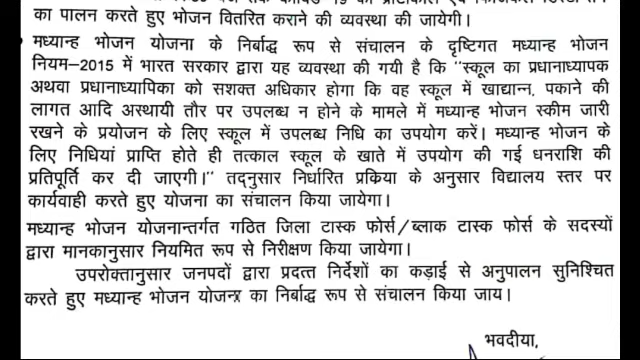 का पालन करते हुए भोजन वितरित कराने की व्यवस्था की जायेगी।
मध्यान्ह भोजन योजना के निर्बाद्ध रूप से संचालन के दृष्टिगत मध्यान्ह भोजन
नियम–2015 में भारत सरकार द्वारा यह व्यवस्था की गयी है कि "स्कूल का प्रधानाध्यापक
अथवा प्रधानाध्यापिका को सशक्त अधिकार होगा कि वह स्कूल में खाद्यान्न, पकाने की
लागत आदि अस्थायी तौर पर उपलब्ध न होने के मामले में मध्यान्ह भोजन स्कीम जारी
रखने के प्रयोजन के लिए स्कूल में उपलब्ध निधि का उपयोग करें। मध्यान्ह भोजन के
लिए निधियां प्राप्ति होते ही तत्काल स्कूल के खाते में उपयोग की गई धनराशि की
प्रतिपूर्ति कर दी जाएगी।" तद्नुसार निर्धारित प्रक्रिया के अनुसार विद्यालय स्तर पर
कार्यवाही करते हुए योजना का संचालन किया जायेगा।
मध्यान्ह भोजन योजनान्तर्गत गठित जिला टास्क फोर्स/ब्लाक टास्क फोर्स के सदस्यों
द्वारा मानकानुसार नियमित रूप से निरीक्षण किया जायेगा।
उपरोक्तानुसार जनपदों द्वारा प्रदत्त निर्देशों का कड़ाई से अनुपालन सुनिश्चित
करते हुए मध्यान्ह भोजन योजना का निर्बाद्ध रूप से संचालन किया जाय।
भवदीया,